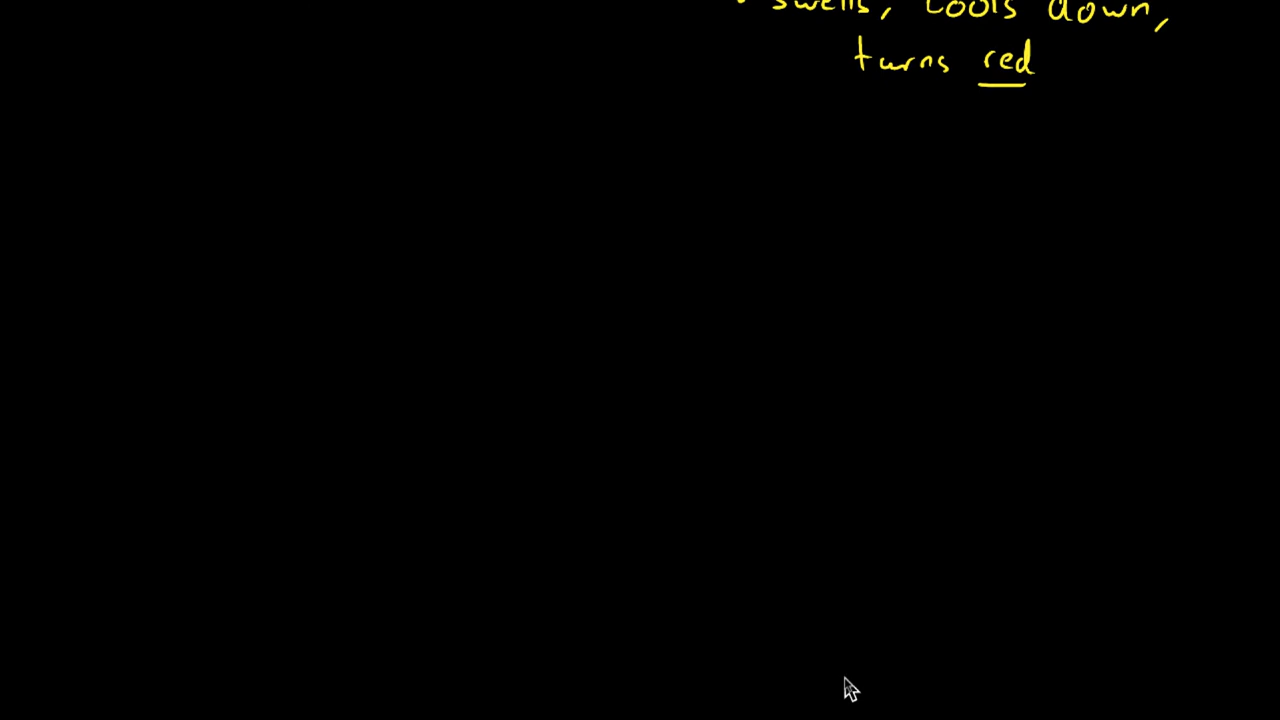 • swells, cools down,
turns red